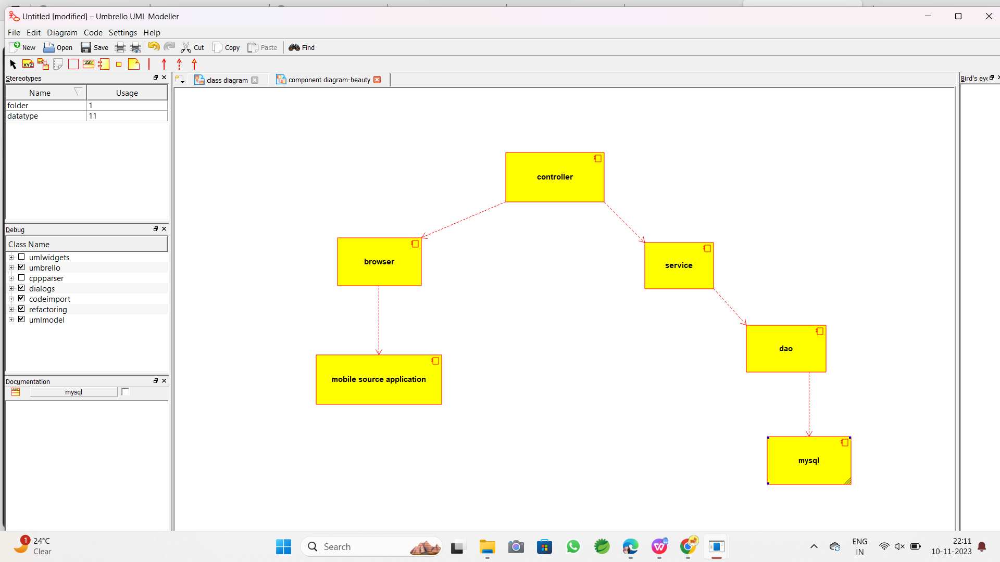 Untitled [modified] – Umbrello UML Modeller
File Edit Diagram Code Settings Help
New Open Save Cut Copy Paste Find
XYZ
Stereotypes
Name Usage
folder 1
datatype 11
class diagram
component diagram-beauty
Bird's eye
controller
browser
service
mobile source application
dao
mysql
Debug
Class Name
umlwidgets
umbrello
cppparser
dialogs
codeimport
refactoring
umlmodel
Documentation
mysql
1
24°C
Clear
Search
ENG
IN
22:11
10-11-2023